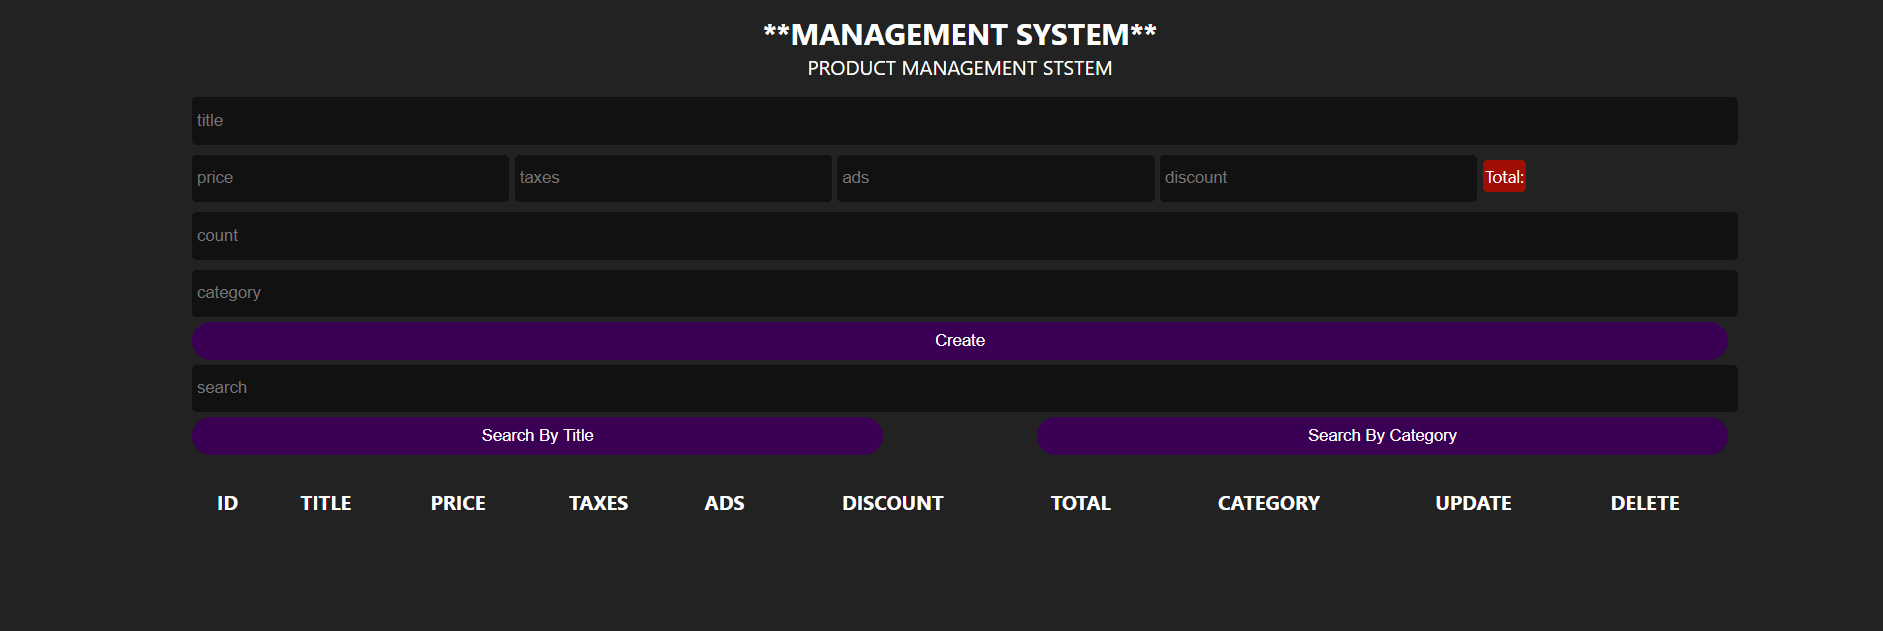 **MANAGEMENT SYSTEM**
PRODUCT MANAGEMENT STSTEM
title
price taxes ads discount Total:
count
category
Create
search
Search By Title Search By Category
ID TITLE PRICE TAXES ADS DISCOUNT TOTAL CATEGORY UPDATE DELETE